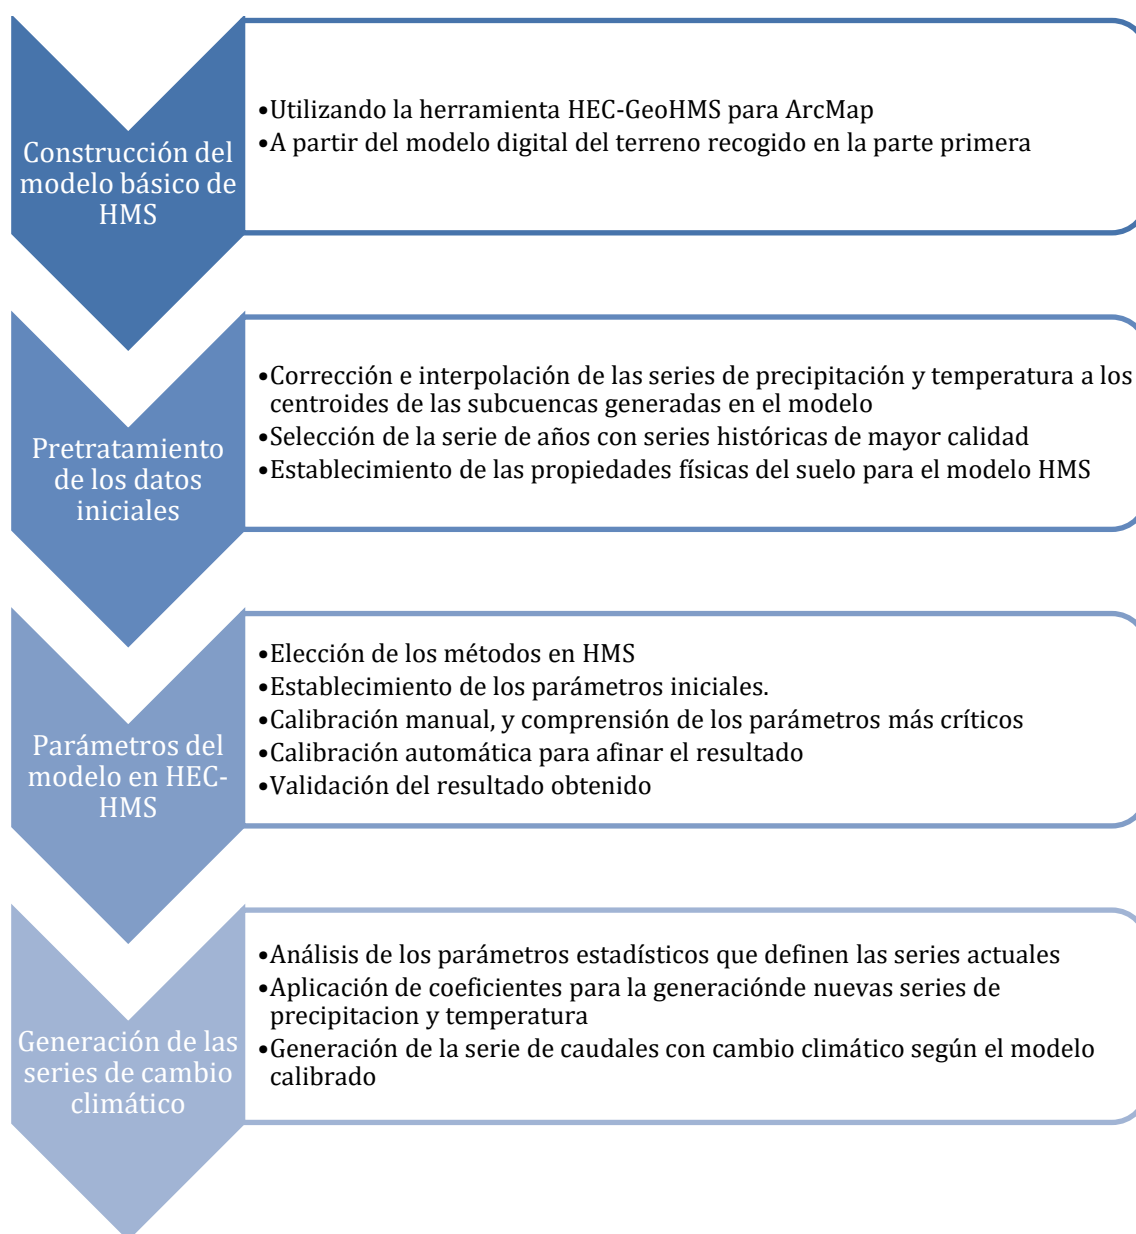 Construcción del
modelo básico de
HMS
•Utilizando la herramienta HEC-GeoHMS para ArcMap
•A partir del modelo digital del terreno recogido en la parte primera
Pretratamiento
de los datos
iniciales
•Corrección e interpolación de las series de precipitación y temperatura a los
centroides de las subcuencas generadas en el modelo
•Selección de la serie de años con series históricas de mayor calidad
•Establecimiento de las propiedades físicas del suelo para el modelo HMS
Parámetros del
modelo en HEC-
HMS
•Elección de los métodos en HMS
•Establecimiento de los parámetros iniciales.
•Calibración manual, y comprensión de los parámetros más críticos
•Calibración automática para afinar el resultado
•Validación del resultado obtenido
Generación de las
series de cambio
climático
•Análisis de los parámetros estadísticos que definen las series actuales
•Aplicación de coeficientes para la generaciónde nuevas series de
precipitacion y temperatura
•Generación de la serie de caudales con cambio climático según el modelo
calibrado